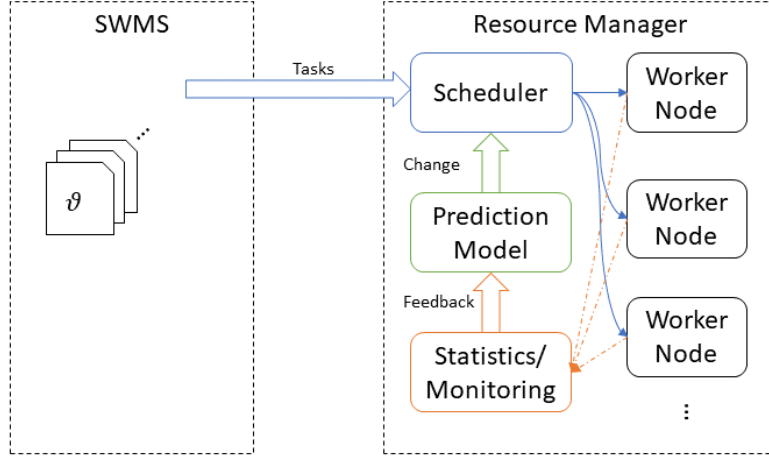 SWMS
Resource Manager
Tasks
Scheduler
Worker
Node
Change
ϑ
Prediction
Model
Worker
Node
Feedback
Statistics/
Monitoring
Worker
Node